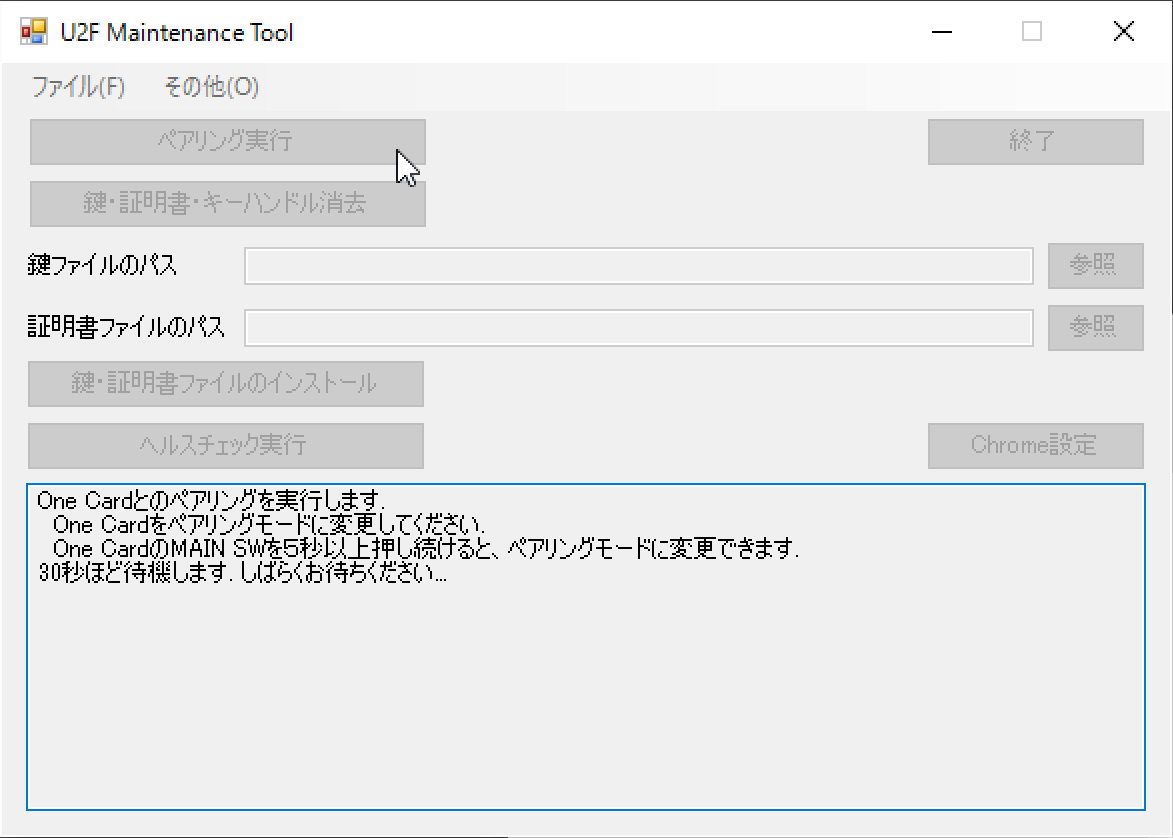 U2F Maintenance Tool
ファイル(F) その他(O)
ペアリング実行 終了
鍵・証明書・キーハンドル消去
鍵ファイルのパス 参照
証明書ファイルのパス 参照
鍵・証明書ファイルのインストール
ヘルスチェック実行 Chrome設定
One Cardとのペアリングを実行します.
One Cardをペアリングモードに変更してください.
One CardのMAIN SWを5秒以上押し続けると、ペアリングモードに変更できます.
30秒ほど待機します. しばらくお待ちください...